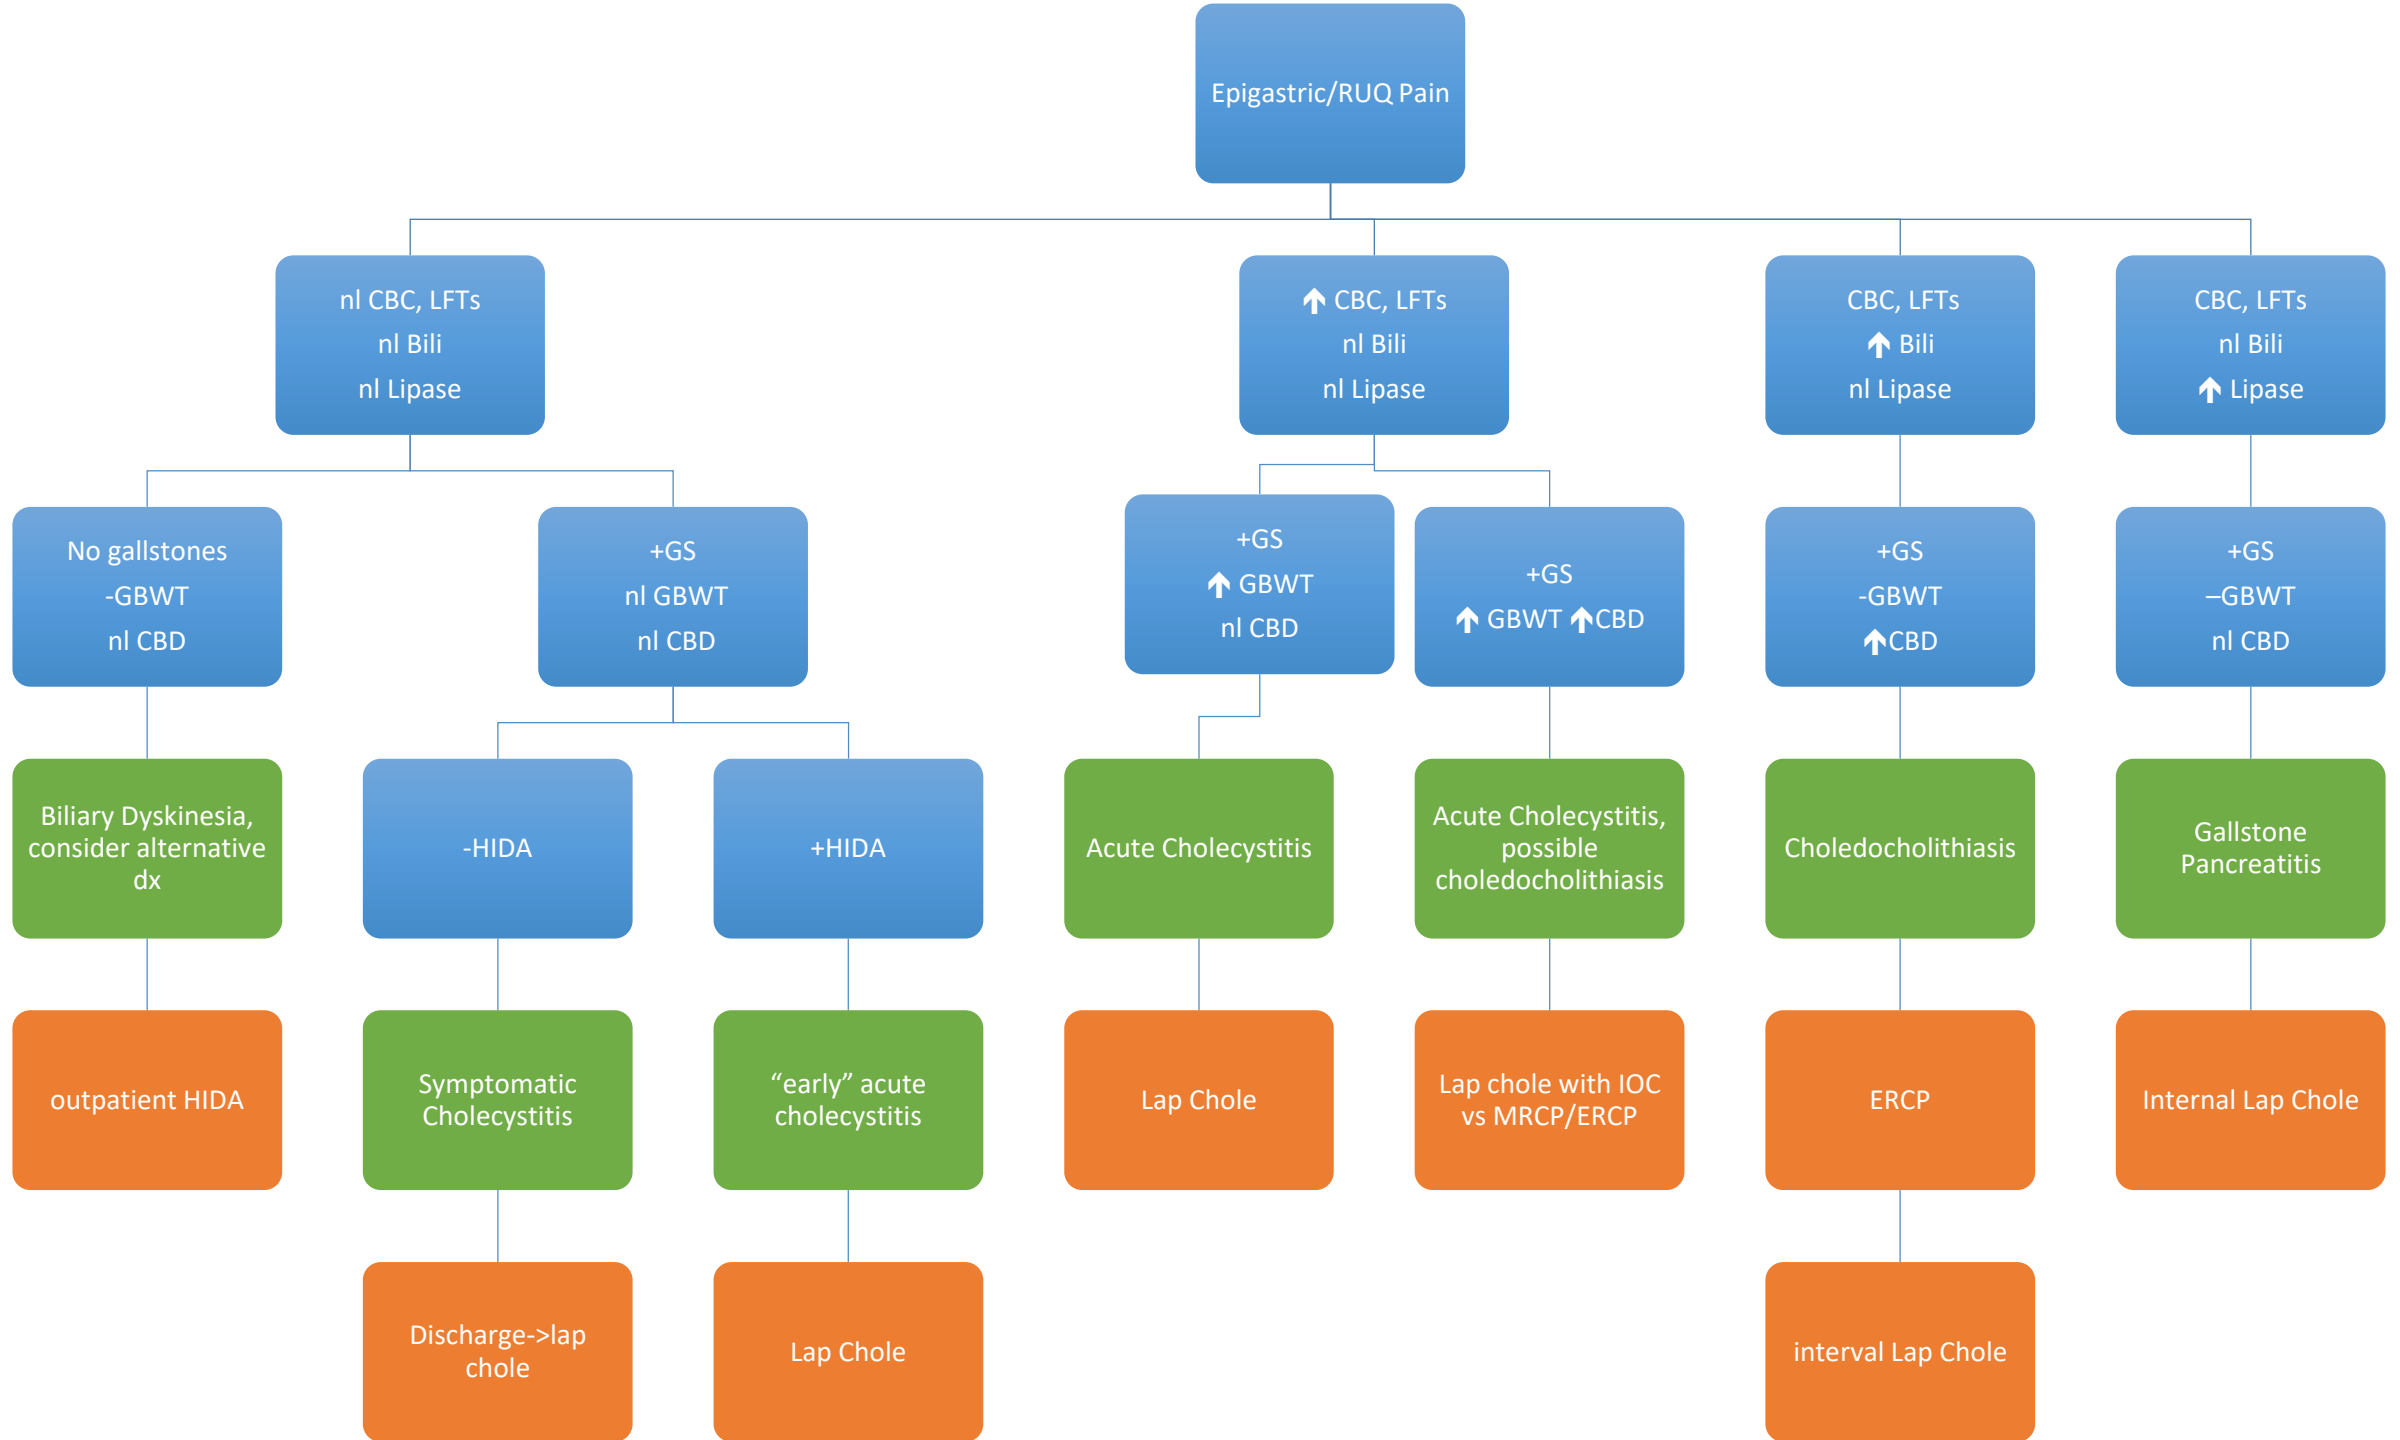 Epigastric/RUQ Pain
nl CBC, LFTs
nl Bili
nl Lipase
↑ CBC, LFTs
nl Bili
nl Lipase
CBC, LFTs
↑ Bili
nl Lipase
CBC, LFTs
nl Bili
↑ Lipase
No gallstones
-GBWT
nl CBD
+GS
nl GBWT
nl CBD
+GS
↑ GBWT
nl CBD
+GS
↑ GBWT ↑CBD
+GS
-GBWT
↑CBD
+GS
–GBWT
nl CBD
Biliary Dyskinesia,
consider alternative
dx
-HIDA
+HIDA
Acute Cholecystitis
Acute Cholecystitis,
possible
choledocholithiasis
Choledocholithiasis
Gallstone
Pancreatitis
outpatient HIDA
Symptomatic
Cholecystitis
“early” acute
cholecystitis
Lap Chole
Lap chole with IOC
vs MRCP/ERCP
ERCP
Internal Lap Chole
Discharge->lap
chole
Lap Chole
interval Lap Chole